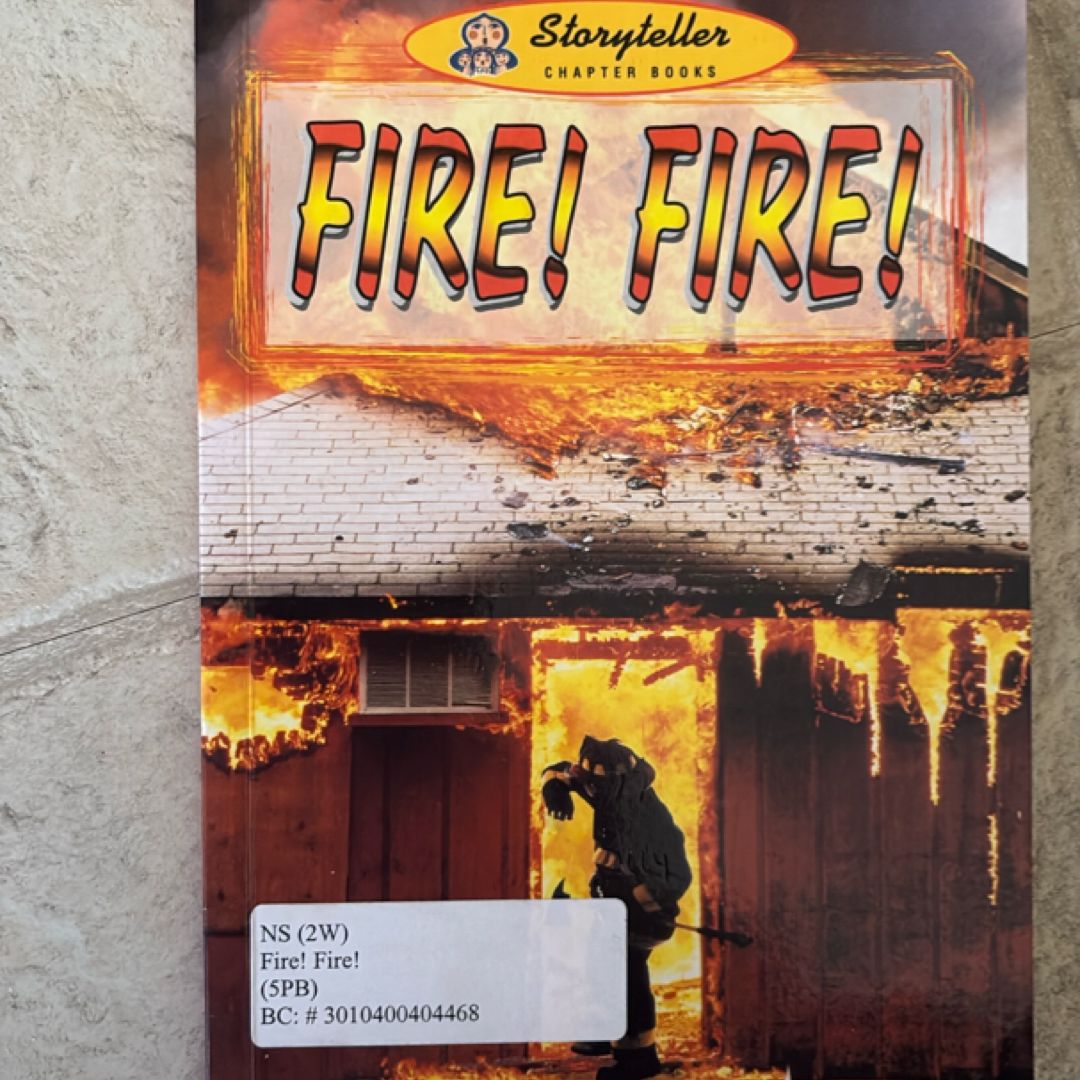 Storyteller
CHAPTER BOOKS
FIRE! FIRE!
NS (2W)
Fire! Fire!
(5PB)
BC: # 3010400404468